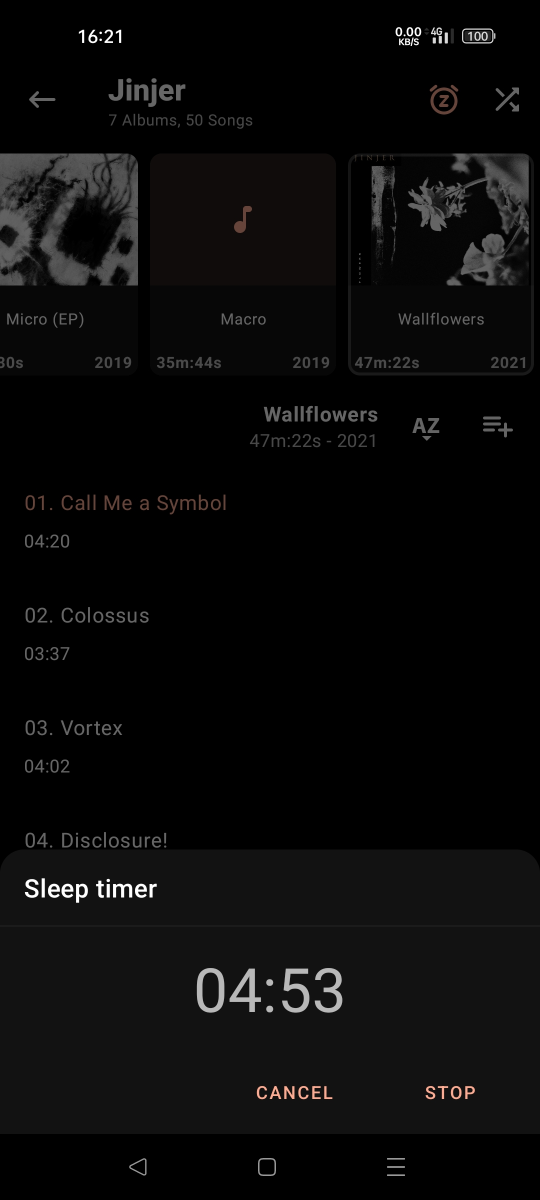 16:21
0.00
KB/S
4G
100
Jinjer
7 Albums, 50 Songs
z
JINJER
Micro (EP)
Macro
Wallflowers
30s
2019
35m:44s
2019
47m:22s
2021
Wallflowers
47m:22s - 2021
AZ
01. Call Me a Symbol
04:20
02. Colossus
03:37
03. Vortex
04:02
04. Disclosure!
Sleep timer
04:53
CANCEL
STOP